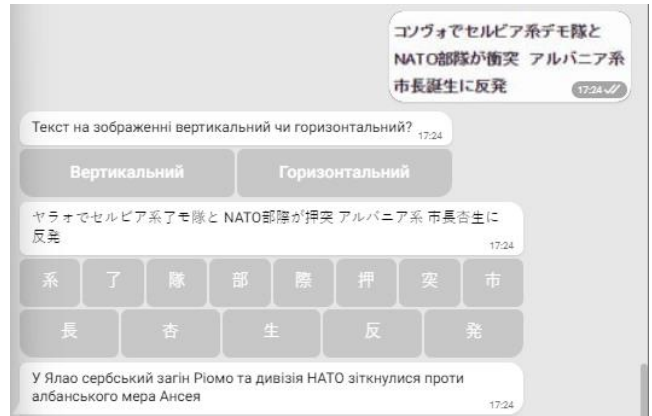 コソヴォでセルビア系デモ隊と
NATO部隊が衝突 アルバニア系
市長誕生に反発
17:24
Текст на зображенні вертикальний чи горизонтальний?
17:24
Вертикальний Горизонтальний
ヤラォでセルビア系了モ隊と NATO部際が押突 アルバニア系 市長杏生に
反発
17:24
系 了 隊 部 際 押 突 市
長 杏 生 反 発
У Ялао сербський загін Ріомо та дивізія НАТО зіткнулися проти
албанського мера Ансея
17:24